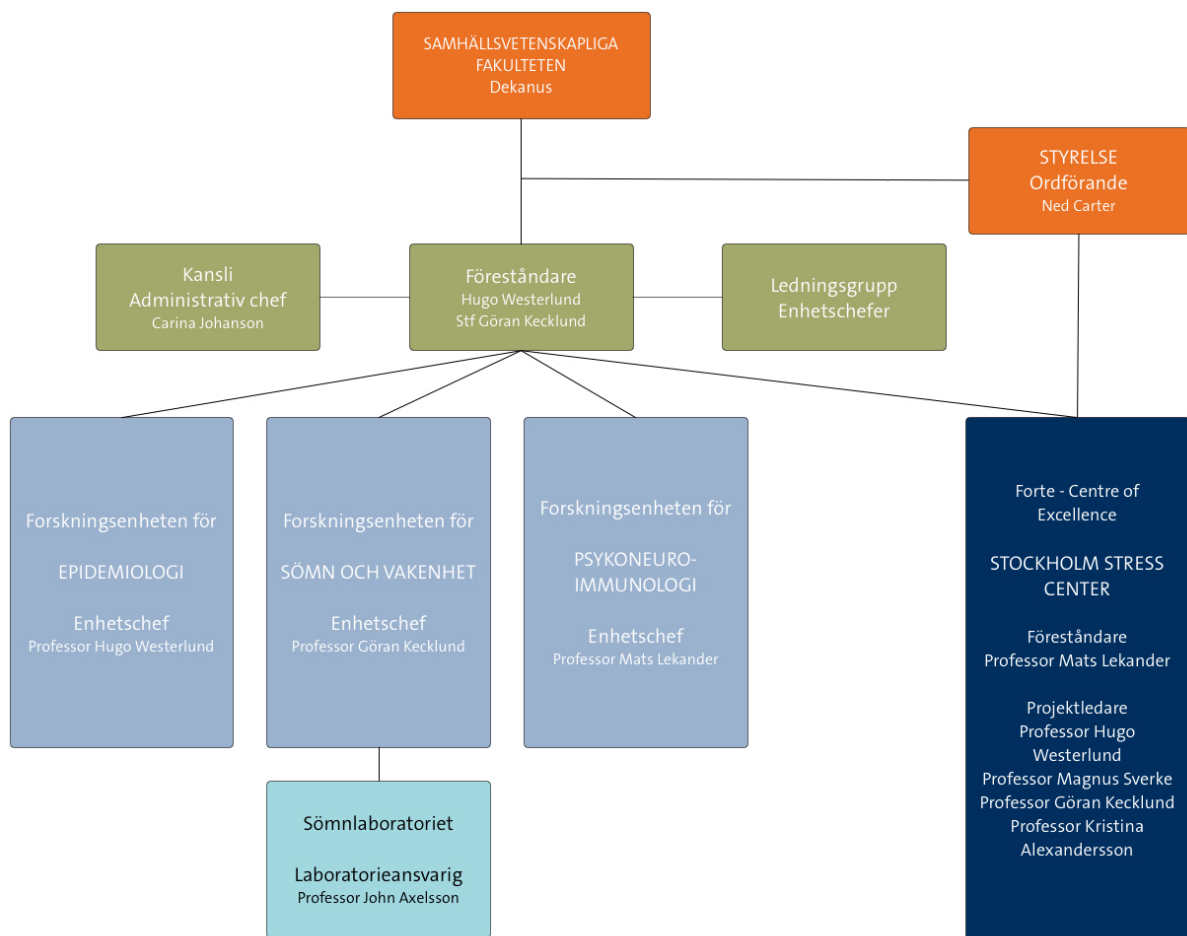 SAMHÄLLSVETENSKAPLIGA
FAKULTETEN
Dekanus
STYRELSE
Ordförande
Ned Carter
Kansli
Administrativ chef
Carina Johanson
Föreståndare
Hugo Westerlund
Stf Göran Kecklund
Ledningsgrupp
Enhetschefer
Forskningsenheten för
EPIDEMIOLOGI
Enhetschef
Professor Hugo Westerlund
Forskningsenheten för
SÖMN OCH VAKENHET
Enhetschef
Professor Göran Kecklund
Forskningsenheten för
PSYKONEURO-
IMMUNOLOGI
Enhetschef
Professor Mats Lekander
Forte - Centre of
Excellence
STOCKHOLM STRESS
CENTER
Föreståndare
Professor Mats Lekander
Projektledare
Professor Hugo
Westerlund
Professor Magnus Sverke
Professor Göran Kecklund
Professor Kristina
Alexandersson
Sömnlaboratoriet
Laboratorieansvarig
Professor John Axelsson